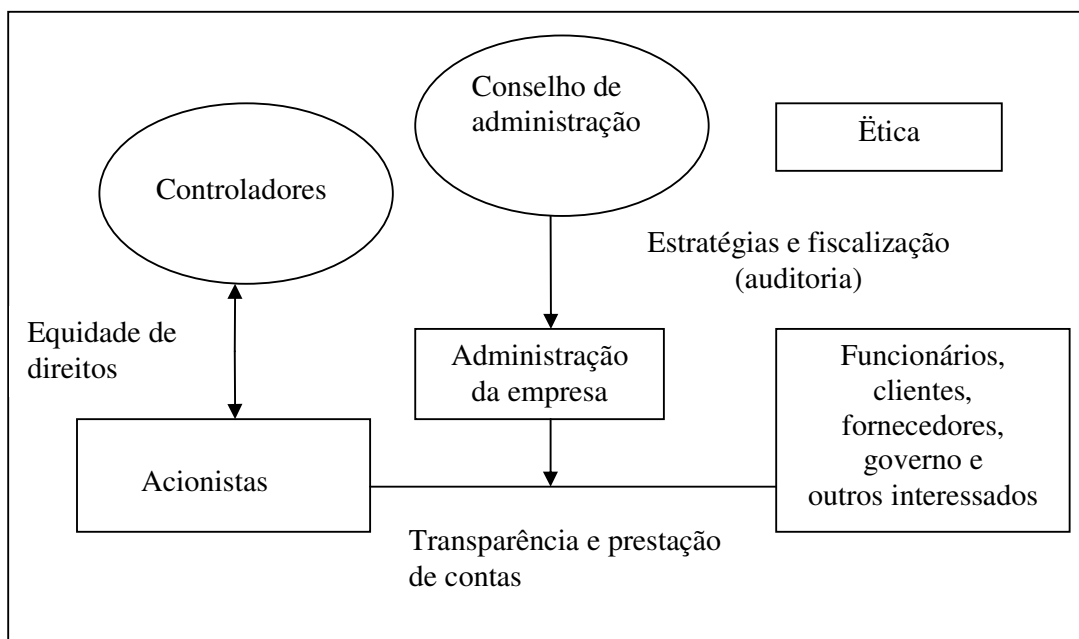 Conselho de
administração
Ëtica
Controladores
Estratégias e fiscalização
(auditoria)
Equidade de
direitos
Administração
da empresa
Funcionários,
clientes,
fornecedores,
governo e
outros interessados
Acionistas
Transparência e prestação
de contas